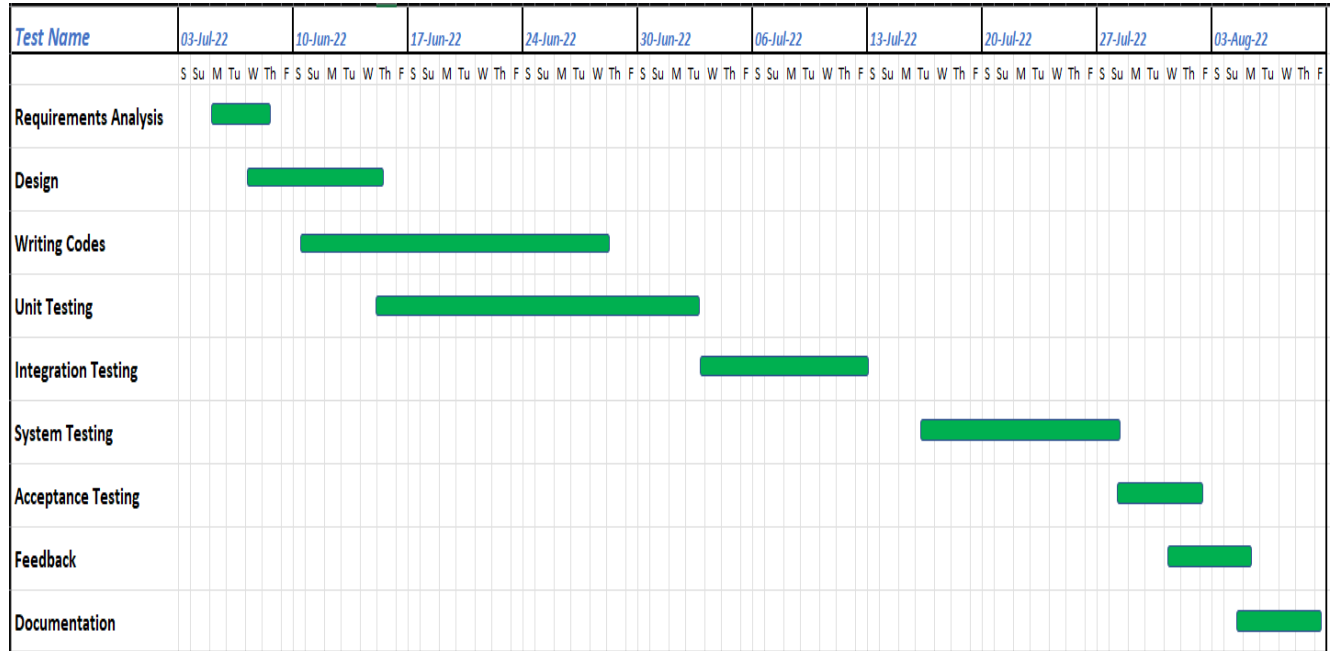 Test Name 03-Jul-22 10-Jun-22 17-Jun-22 24-Jun-22 30-Jun-22 06-Jul-22 13-Jul-22 20-Jul-22 27-Jul-22 03-Aug-22
S Su M Tu W Th F S Su M Tu W Th F S Su M Tu W Th F S Su M Tu W Th F S Su M Tu W Th F S Su M Tu W Th F S Su M Tu W Th F S Su M Tu W Th F S Su M Tu W Th F S Su M Tu W Th F
Requirements Analysis
Design
Writing Codes
Unit Testing
Integration Testing
System Testing
Acceptance Testing
Feedback
Documentation